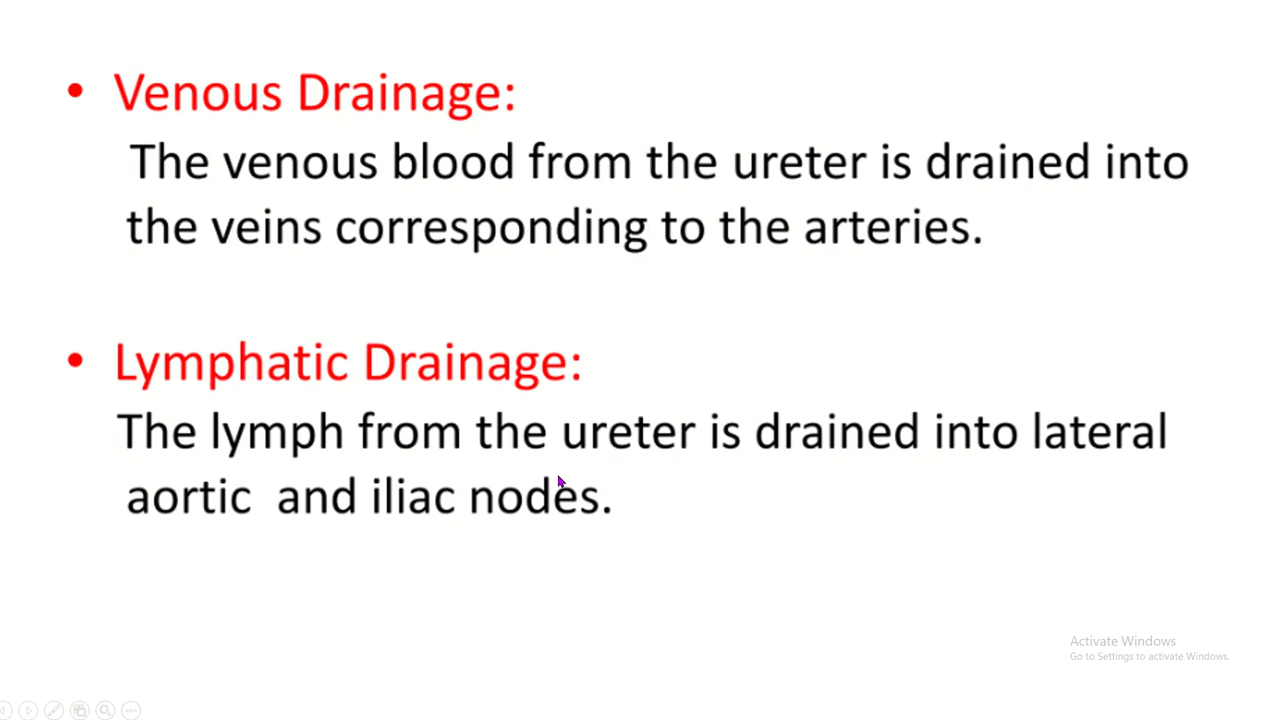 • Venous Drainage:
The venous blood from the ureter is drained into
the veins corresponding to the arteries.
• Lymphatic Drainage:
The lymph from the ureter is drained into lateral
aortic and iliac nodes.
Activate Windows
Go to Settings to activate Windows.